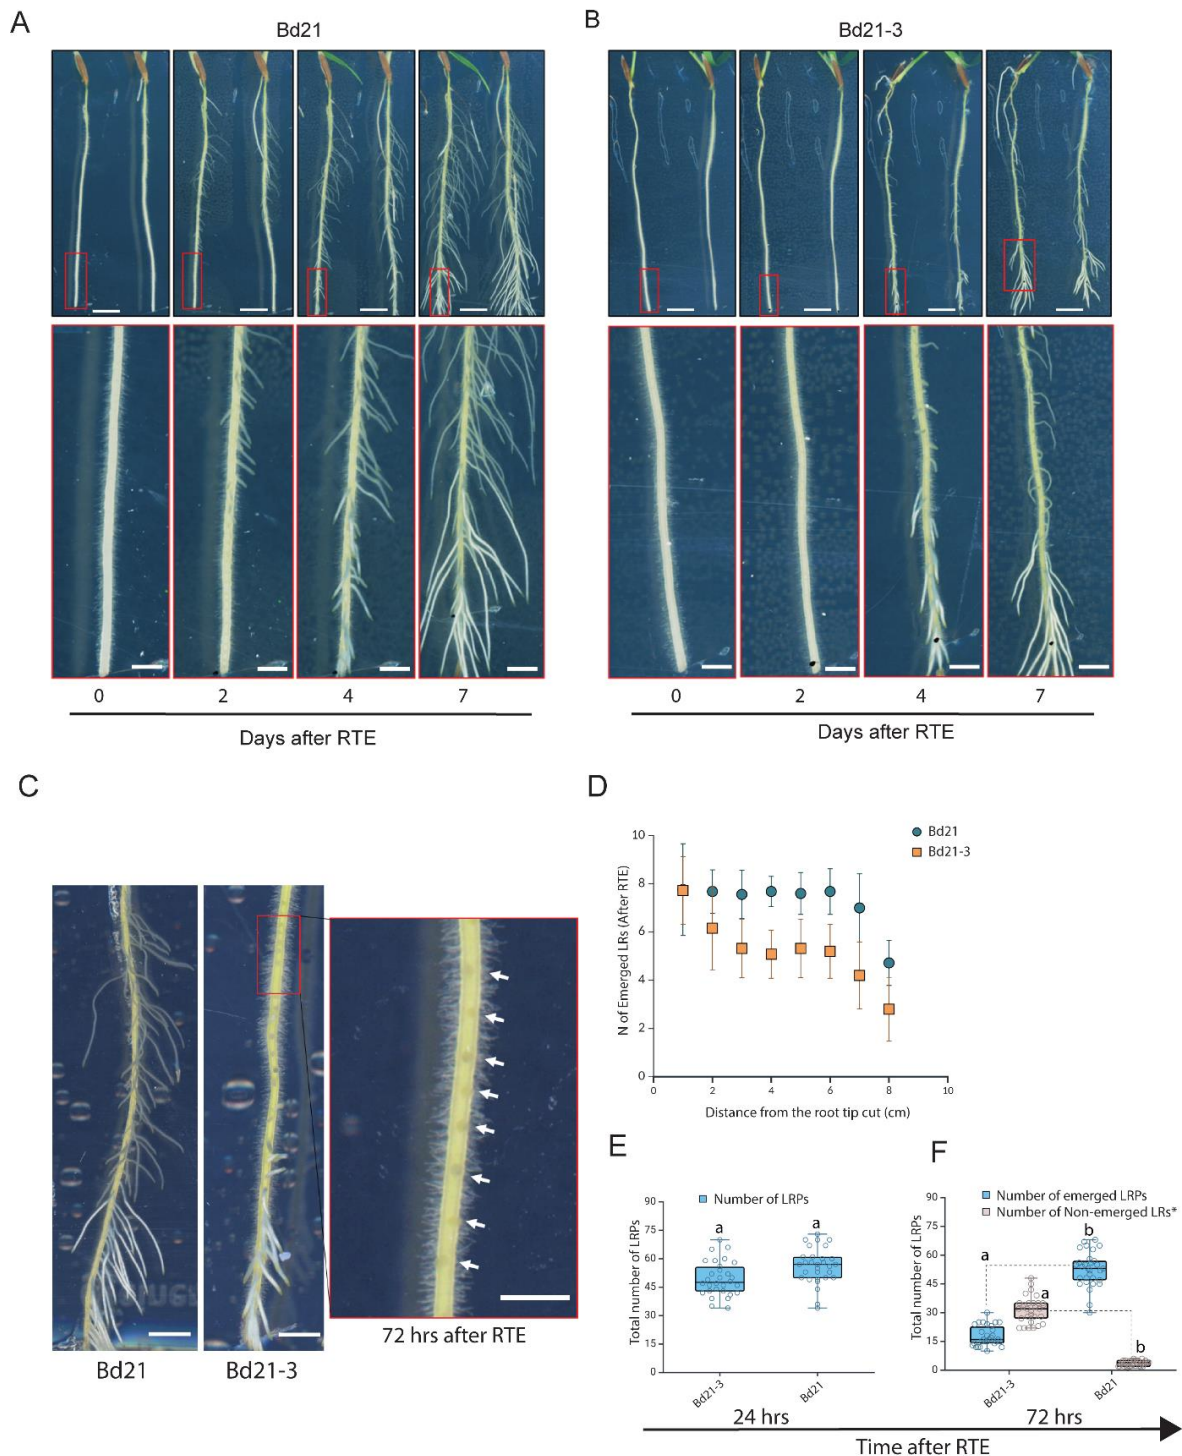 A
Bd21
B
Bd21-3
0 2 4 7
Days after RTE
0 2 4 7
Days after RTE
C
Bd21
Bd21-3
72 hrs after RTE
D
Bd21
Bd21-3
N of Emerged LRs (After RTE)
10
8
6
4
2
0
0 2 4 6 8 10
Distance from the root tip cut (cm)
E
Number of LRPs
Total number of LRPs
90
75
60
45
30
15
0
a
a
Bd21-3
Bd21
24 hrs
F
Number of emerged LRPs
Number of Non-emerged LRs*
Total number of LRPs
90
75
60
45
30
15
0
a
a
b
b
Bd21-3
Bd21
72 hrs
Time after RTE